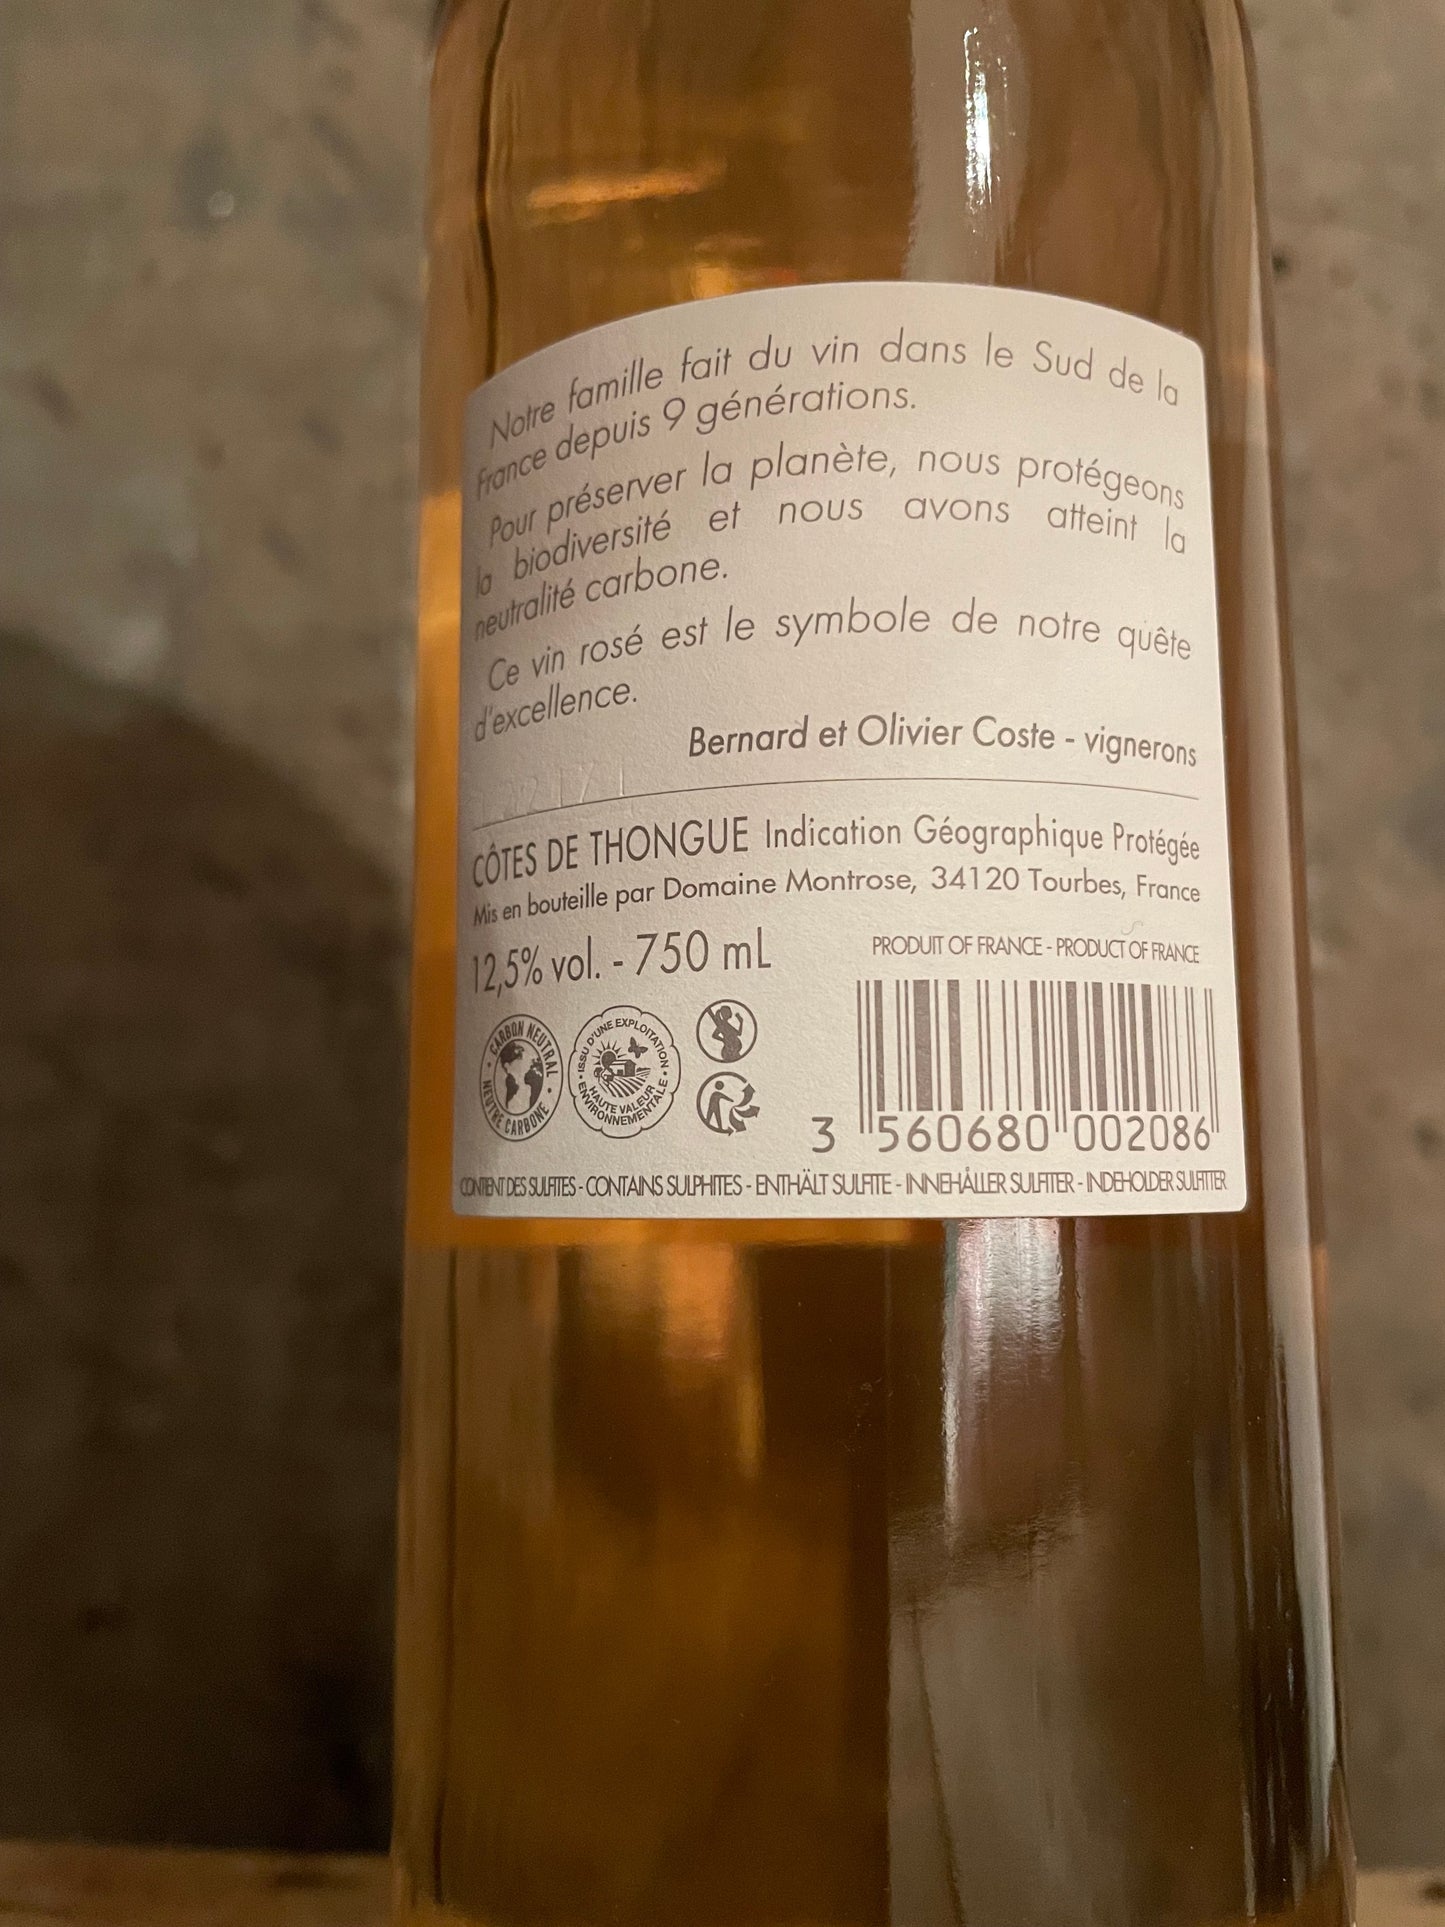 Notre famille fait du vin dans le Sud de la
France depuis 9 générations.
Pour préserver la planète, nous protégeons
la biodiversité et nous avons atteint la
neutralité carbone.
Ce vin rosé est le symbole de notre quête
d'excellence.
Bernard et Olivier Coste - vignerons
CÔTES DE THONGUE Indication Géographique Protégée
Mis en bouteille par Domaine Montrose, 34120 Tourbes, France
12,5% vol. - 750 mL
PRODUIT OF FRANCE - PRODUCT OF FRANCE
CARBON NEUTRAL
NEUTRE CARBONE
ISSU D'UNE EXPLOITATION
HAUTE VALEUR
ENVIRONNEMENTALE
3 560680 002086
CONTIENT DES SULFITES - CONTAINS SULPHITES - ENTHÄLT SULFITE - INNEHÅLLER SULFITER - INDEHOLDER SULFITTER